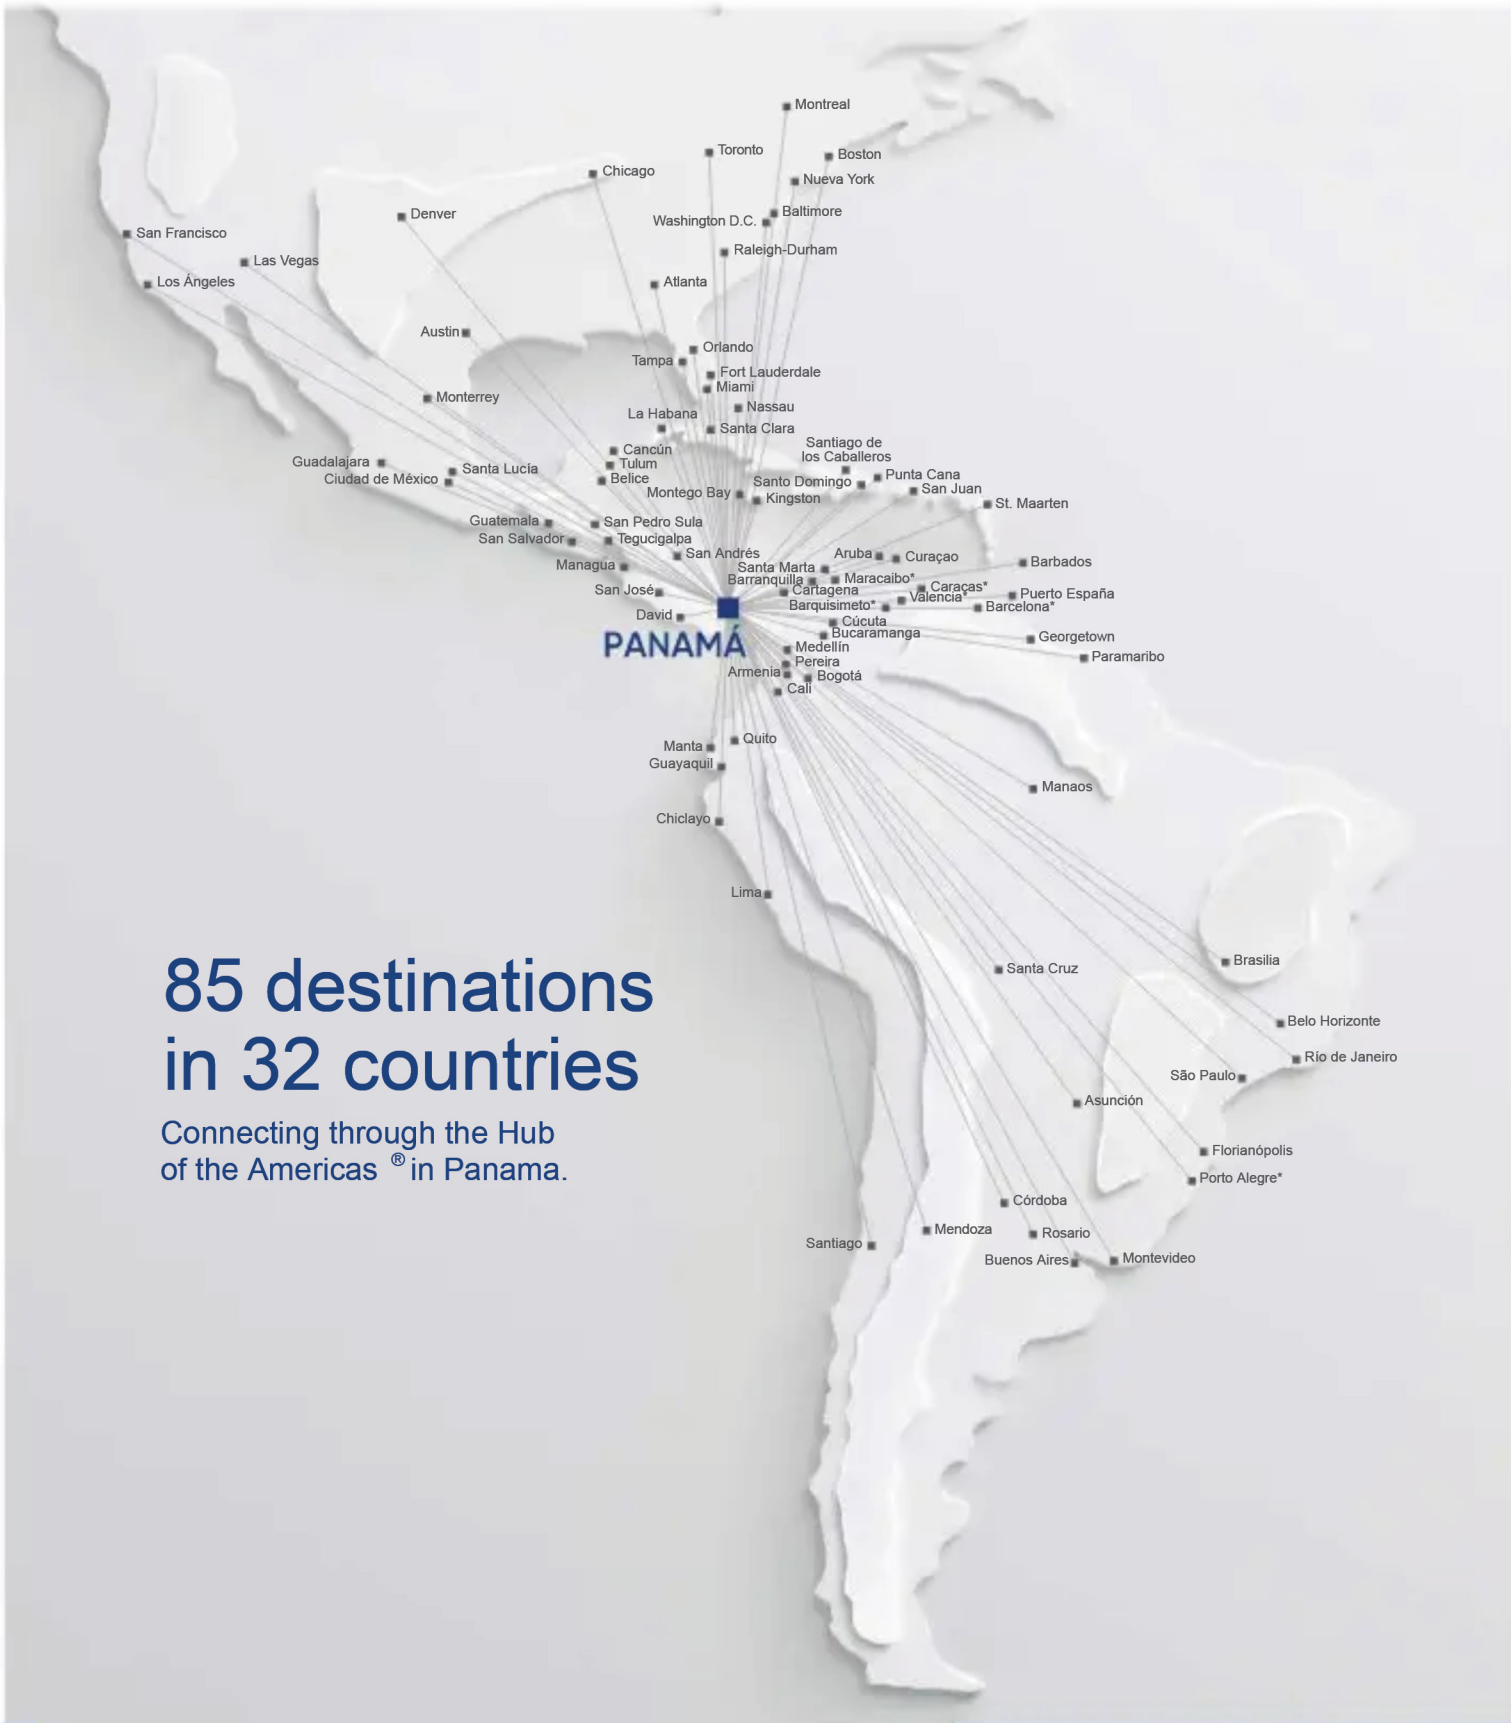 Montreal
Toronto
Boston
Chicago
Nueva York
Denver
Baltimore
Washington D.C.
San Francisco
Raleigh-Durham
Las Vegas
Los Ángeles
Atlanta
Austin
Orlando
Tampa
Fort Lauderdale
Miami
Monterrey
Nassau
La Habana
Santa Clara
Santiago de
los Caballeros
Cancún
Guadalajara
Tulum
Santa Lucía
Ciudad de México
Belice
Punta Cana
Santo Domingo
San Juan
Montego Bay
Kingston
St. Maarten
Guatemala
San Pedro Sula
San Salvador
Tegucigalpa
San Andrés
Aruba
Curaçao
Managua
Santa Marta
Barbados
Barranquilla
Maracaibo*
San José
Cartagena
Caracas*
Valencia*
Puerto España
Barquisimeto*
Barcelona*
David
Cúcuta
Bucaramanga
Georgetown
PANAMÁ
Medellín
Paramaribo
Pereira
Armenia
Bogotá
Cali
Quito
Manta
Guayaquil
Manaos
Chiclayo
Lima
Brasilia
Santa Cruz
85 destinations
in 32 countries
Connecting through the Hub
of the Americas ® in Panama.
Belo Horizonte
Río de Janeiro
São Paulo
Asunción
Florianópolis
Porto Alegre*
Córdoba
Mendoza
Rosario
Santiago
Buenos Aires
Montevideo